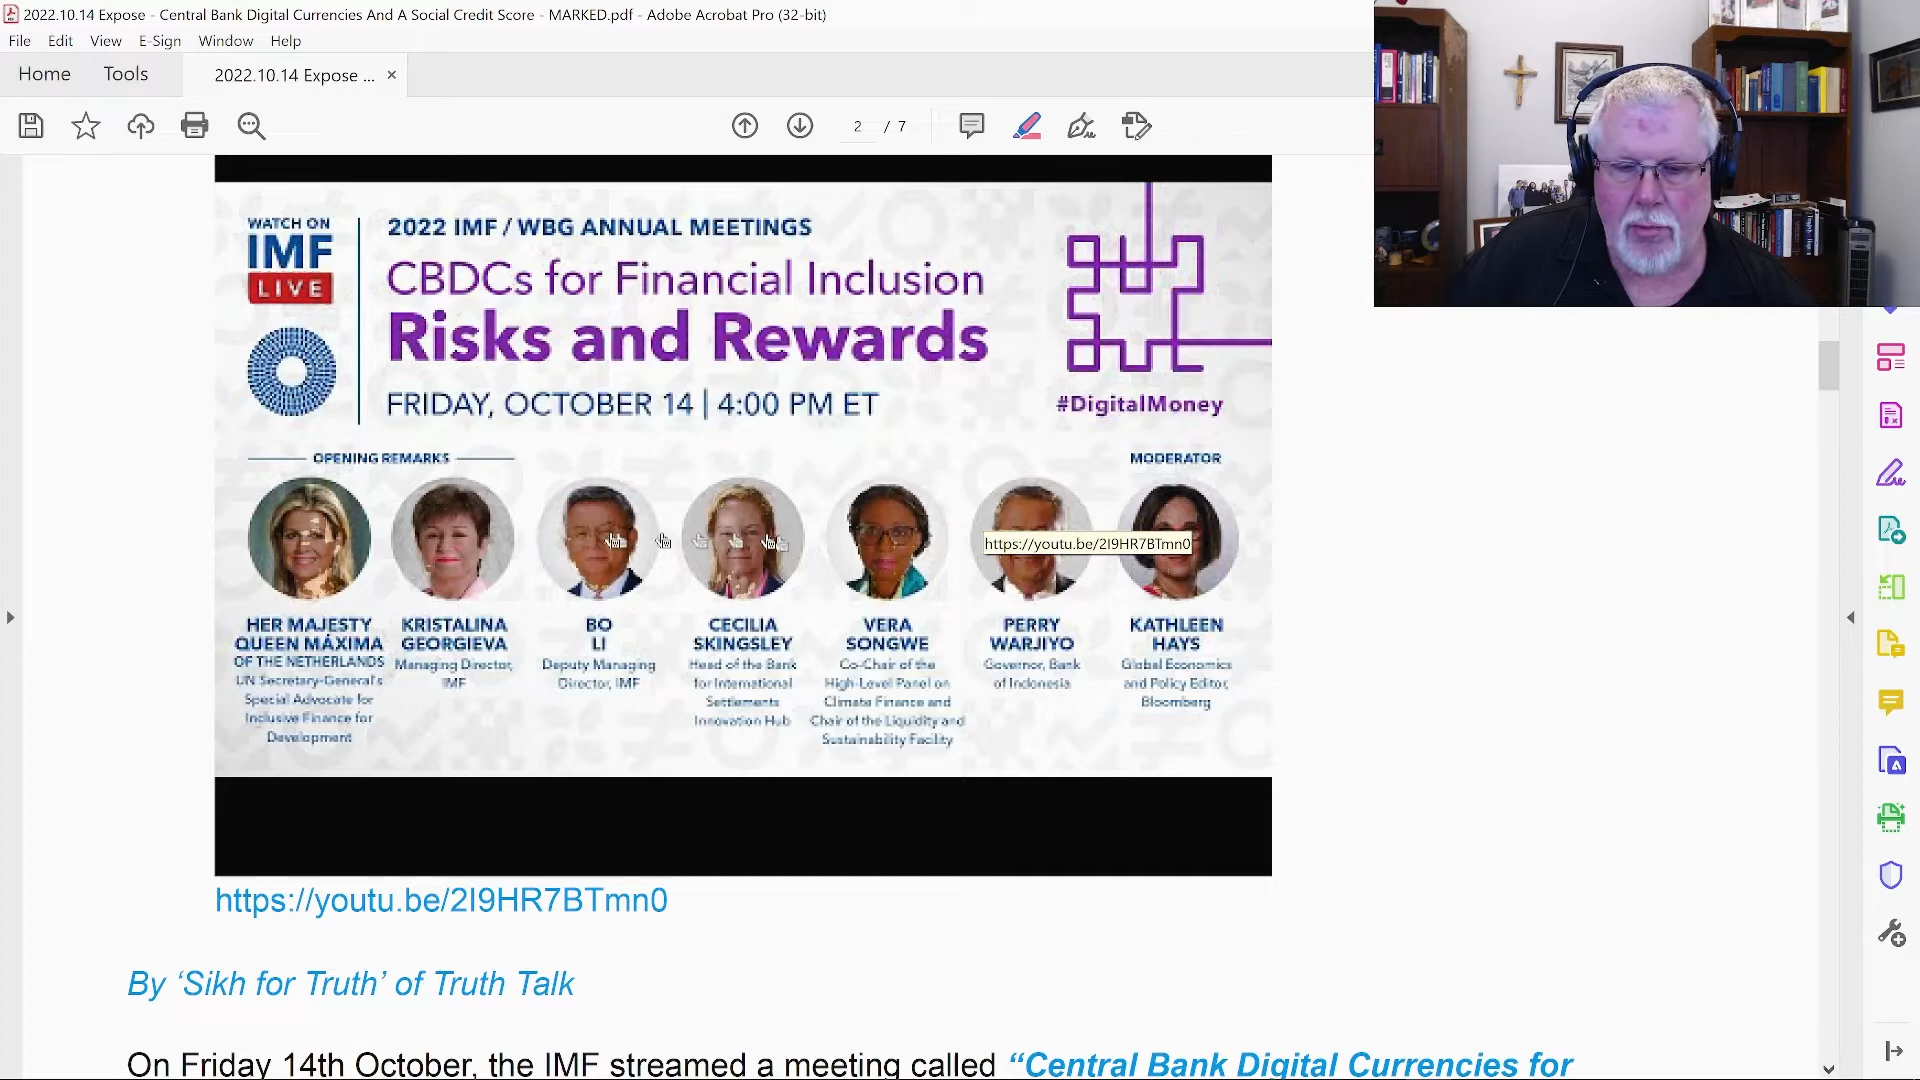 2022.10.14 Expose - Central Bank Digital Currencies And A Social Credit Score - MARKED.pdf - Adobe Acrobat Pro (32-bit)
File Edit View E-Sign Window Help
Home Tools 2022.10.14 Expose ... ×
2 / 7
WATCH ON
IMF
LIVE
2022 IMF / WBG ANNUAL MEETINGS
CBDCs for Financial Inclusion
Risks and Rewards
FRIDAY, OCTOBER 14 | 4:00 PM ET
#DigitalMoney
OPENING REMARKS
MODERATOR
https://youtu.be/2I9HR7BTmn0
HER MAJESTY
QUEEN MÁXIMA
OF THE NETHERLANDS
UN Secretary-General's
Special Advocate for
Inclusive Finance for
Development
KRISTALINA
GEORGIEVA
Managing Director,
IMF
BO
LI
Deputy Managing
Director, IMF
CECILIA
SKINGSLEY
Head of the Bank
for International
Settlements
Innovation Hub
VERA
SONGWE
Co-Chair of the
High-Level Panel on
Climate Finance and
Chair of the Liquidity and
Sustainability Facility
PERRY
WARJIYO
Governor, Bank
of Indonesia
KATHLEEN
HAYS
Global Economics
and Policy Editor,
Bloomberg
https://youtu.be/2I9HR7BTmn0
By ‘Sikh for Truth’ of Truth Talk
On Friday 14th October, the IMF streamed a meeting called “Central Bank Digital Currencies for